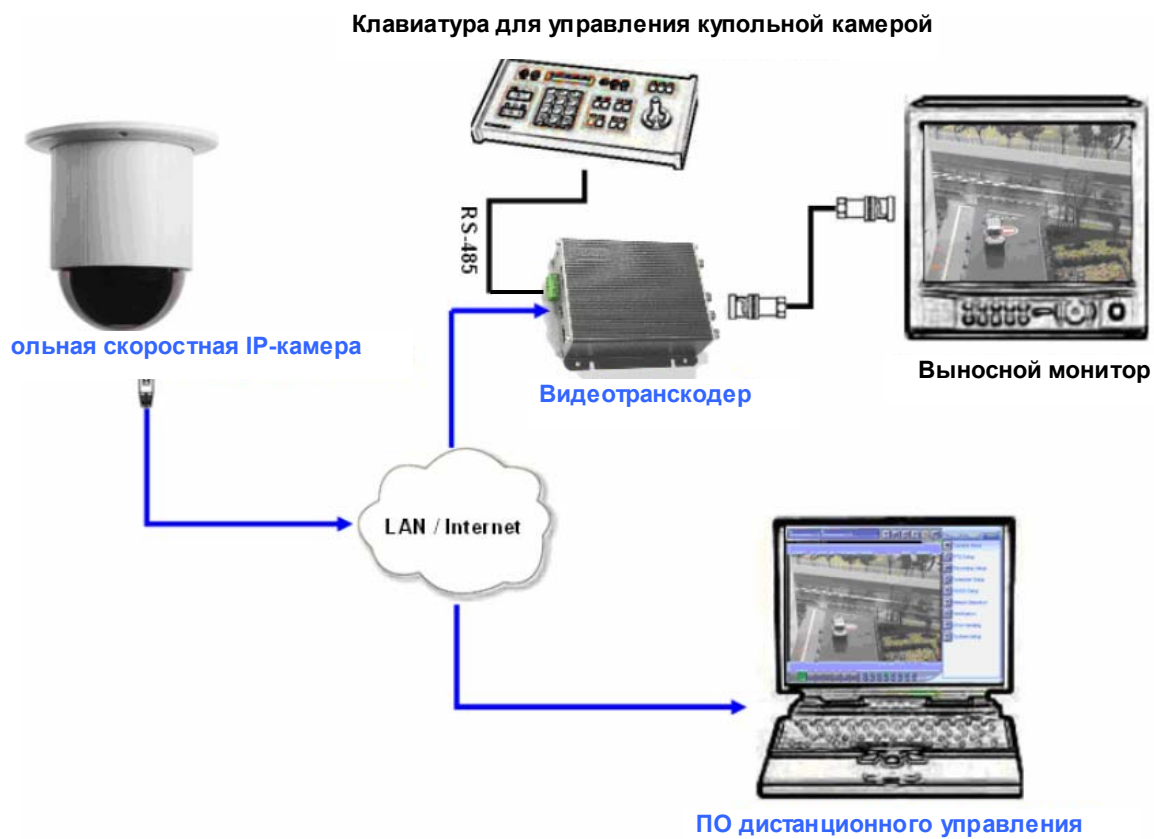 Клавиатура для управления купольной камерой
RS-485
ольная скоростная IP-камера
Видеотранскодер
Выносной монитор
LAN / Internet
ПО дистанционного управления